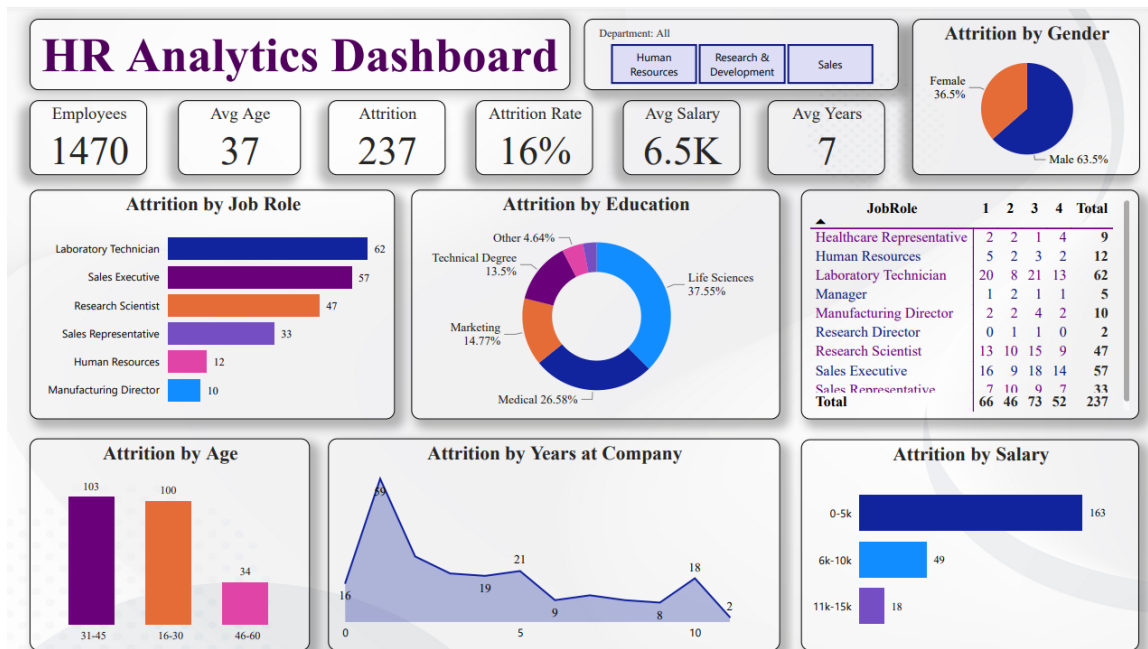 HR Analytics Dashboard
Department: All
Human
Resources
Research &
Development
Sales
Attrition by Gender
Female
36.5%
Male 63.5%
Employees
1470
Avg Age
37
Attrition
237
Attrition Rate
16%
Avg Salary
6.5K
Avg Years
7
Attrition by Job Role
Laboratory Technician 62
Sales Executive 57
Research Scientist 47
Sales Representative 33
Human Resources 12
Manufacturing Director 10
Attrition by Education
Other 4.64%
Technical Degree
13.5%
Life Sciences
37.55%
Marketing
14.77%
Medical 26.58%
JobRole 1 2 3 4 Total
Healthcare Representative 2 2 1 4 9
Human Resources 5 2 3 2 12
Laboratory Technician 20 8 21 13 62
Manager 1 2 1 1 5
Manufacturing Director 2 2 4 2 10
Research Director 0 1 1 0 2
Research Scientist 13 10 15 9 47
Sales Executive 16 9 18 14 57
Sales Representative 7 10 9 7 33
Total 66 46 73 52 237
Attrition by Age
103
100
34
31-45 16-30 46-60
Attrition by Years at Company
59
16
19
21
9
8
18
2
0 5 10
Attrition by Salary
0-5k 163
6k-10k 49
11k-15k 18